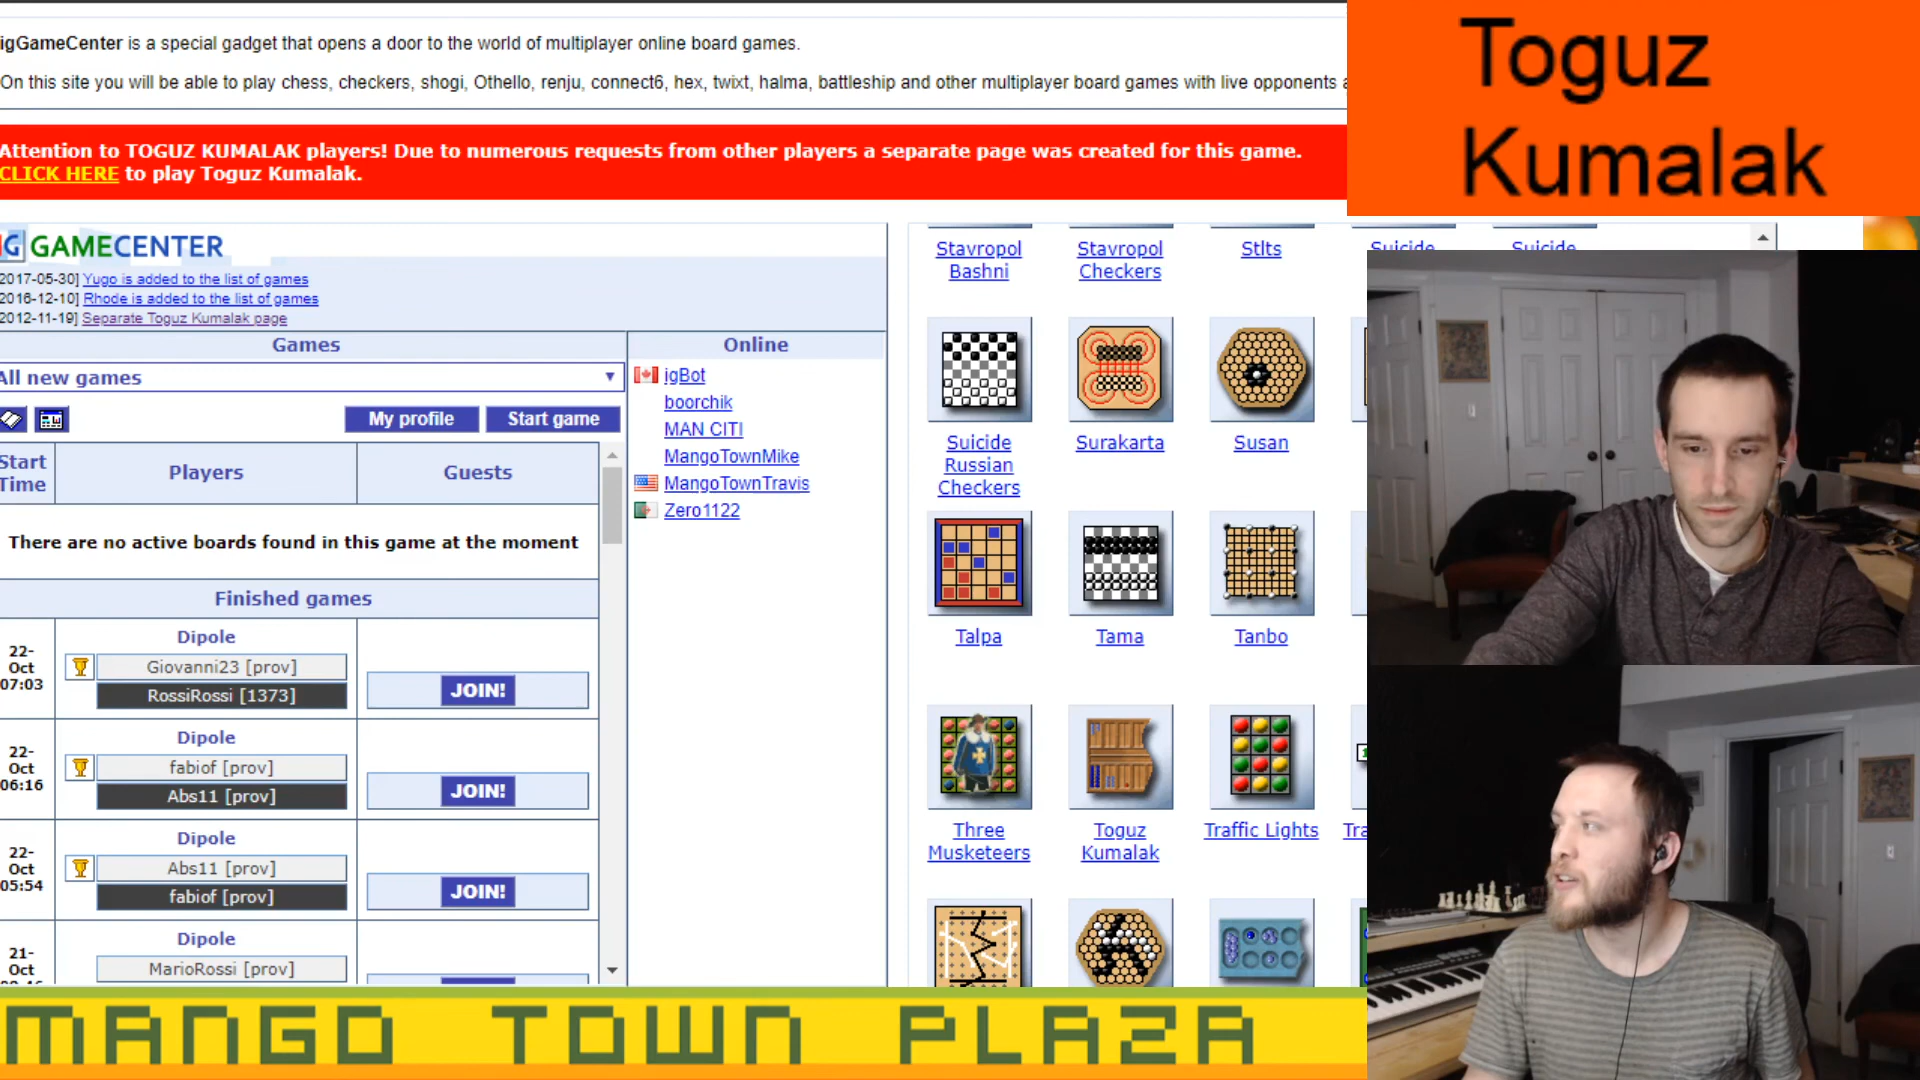 igGameCenter is a special gadget that opens a door to the world of multiplayer online board games.
On this site you will be able to play chess, checkers, shogi, Othello, renju, connect6, hex, twixt, halma, battleship and other multiplayer board games with live opponents
Toguz
Kumalak
Attention to TOGUZ KUMALAK players! Due to numerous requests from other players a separate page was created for this game.
CLICK HERE to play Toguz Kumalak.
IG GAMECENTER
2017-05-30] Yugo is added to the list of games
2016-12-10] Rhode is added to the list of games
2012-11-19] Separate Toguz Kumalak page
Games
All new games
My profile
Start game
Start Time
Players
Guests
There are no active boards found in this game at the moment
Finished games
22-
Oct
07:03
Dipole
Giovanni23 [prov]
RossiRossi [1373]
JOIN!
22-
Oct
06:16
Dipole
fabiof [prov]
Abs11 [prov]
JOIN!
22-
Oct
05:54
Dipole
Abs11 [prov]
fabiof [prov]
JOIN!
21-
Oct
Dipole
MarioRossi [prov]
Online
igBot
boorchik
MAN CITI
MangoTownMike
MangoTownTravis
Zero1122
Stavropol
Bashni
Stavropol
Checkers
Stlts
Suicide
Suicide
Suicide
Russian
Checkers
Surakarta
Susan
Talpa
Tama
Tanbo
Three
Musketeers
Toguz
Kumalak
Traffic Lights
Tra
MANGO TOWN PLAZA